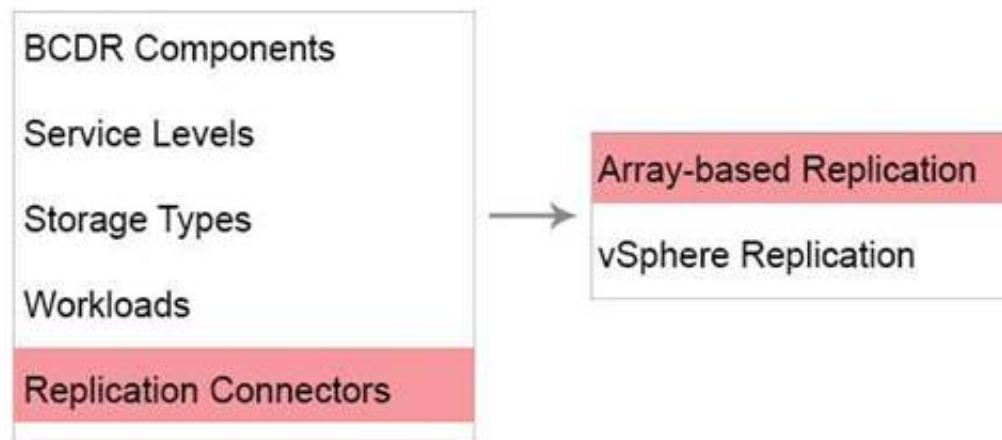 BCDR Components
Service Levels
Storage Types
Workloads
Replication Connectors
Array-based Replication
vSphere Replication